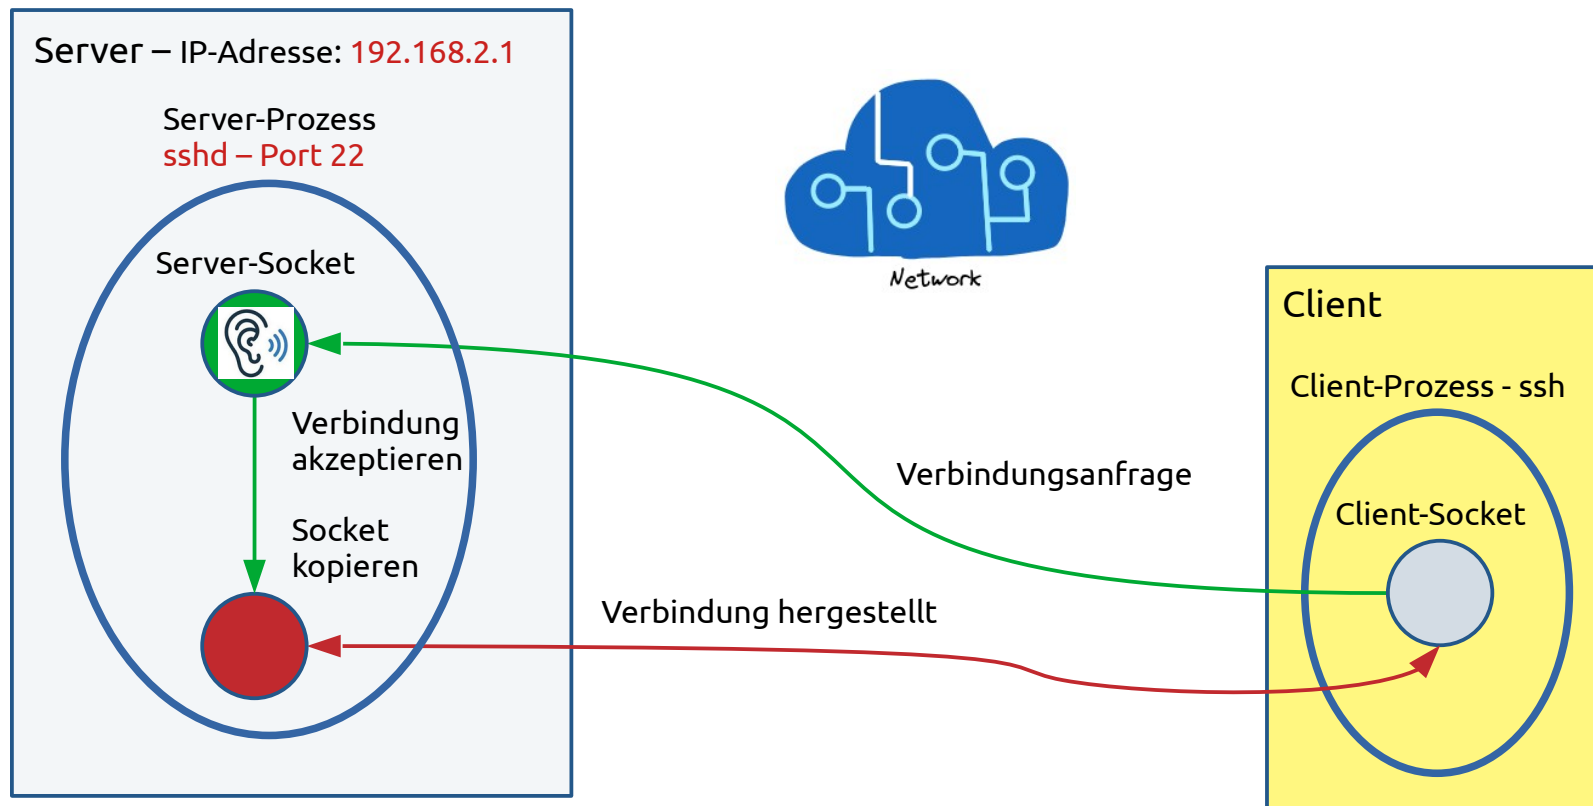 Server – IP-Adresse: 192.168.2.1
Server-Prozess
sshd – Port 22
Server-Socket
Verbindung
akzeptieren
Socket
kopieren
Network
Verbindungsanfrage
Verbindung hergestellt
Client
Client-Prozess - ssh
Client-Socket